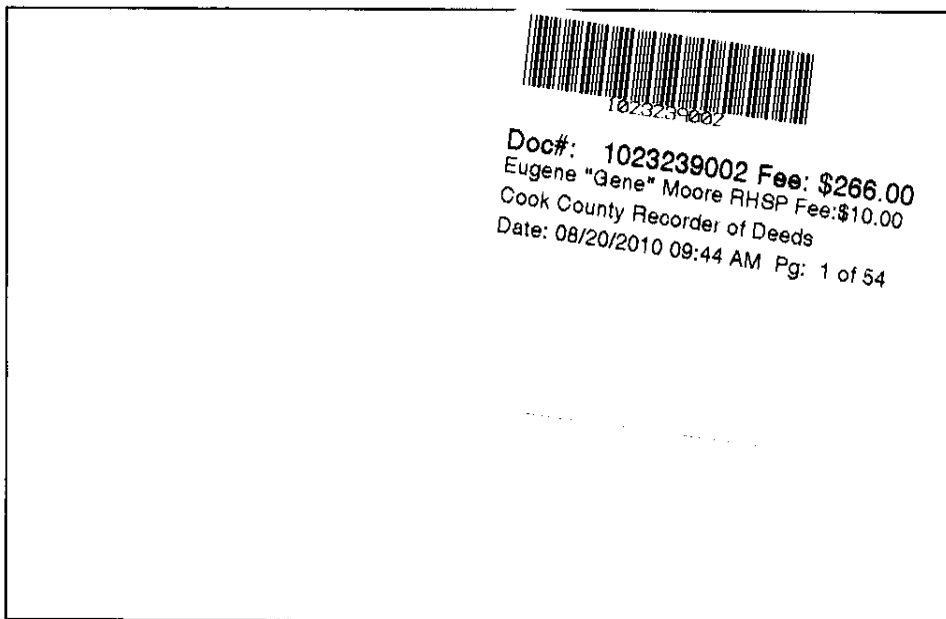 1023239002
Doc#: 1023239002 Fee: $266.00
Eugene "Gene" Moore RHSP Fee:$10.00
Cook County Recorder of Deeds
Date: 08/20/2010 09:44 AM Pg: 1 of 54